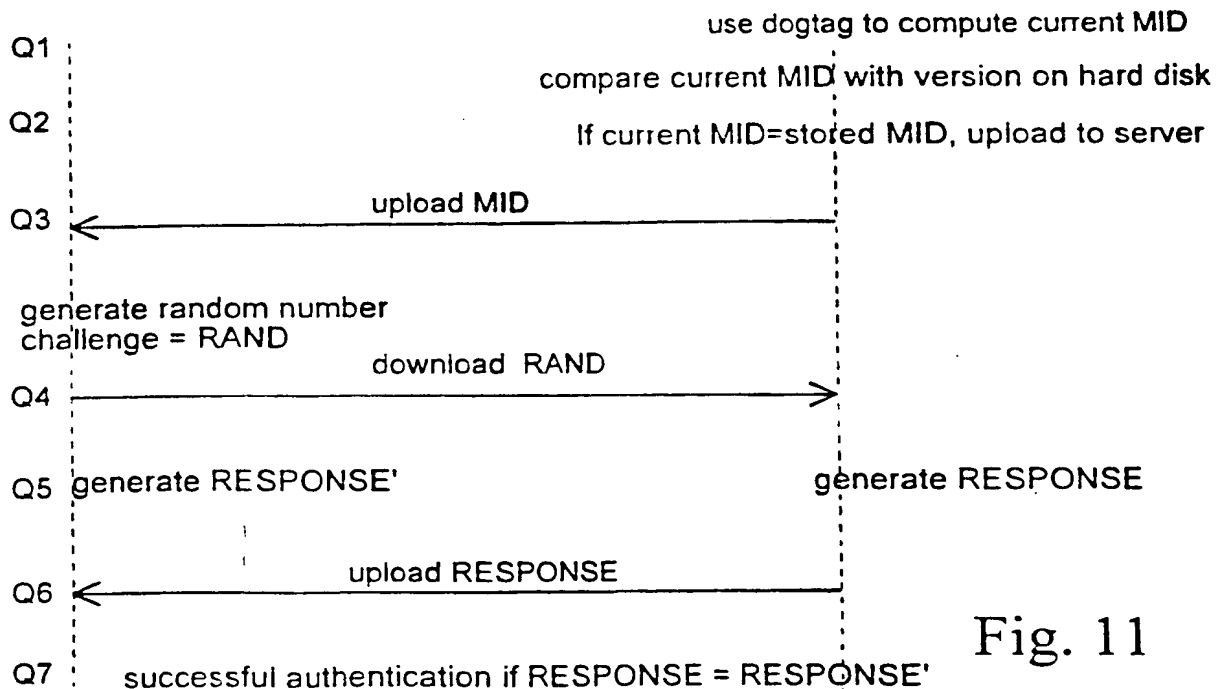 use dogtag to compute current MID
Q1
compare current MID with version on hard disk
Q2
If current MID=stored MID, upload to server
upload MID
Q3
generate random number
challenge = RAND
download RAND
Q4
Q5 generate RESPONSE' generate RESPONSE
upload RESPONSE
Q6
Fig. 11
Q7 successful authentication if RESPONSE = RESPONSE'